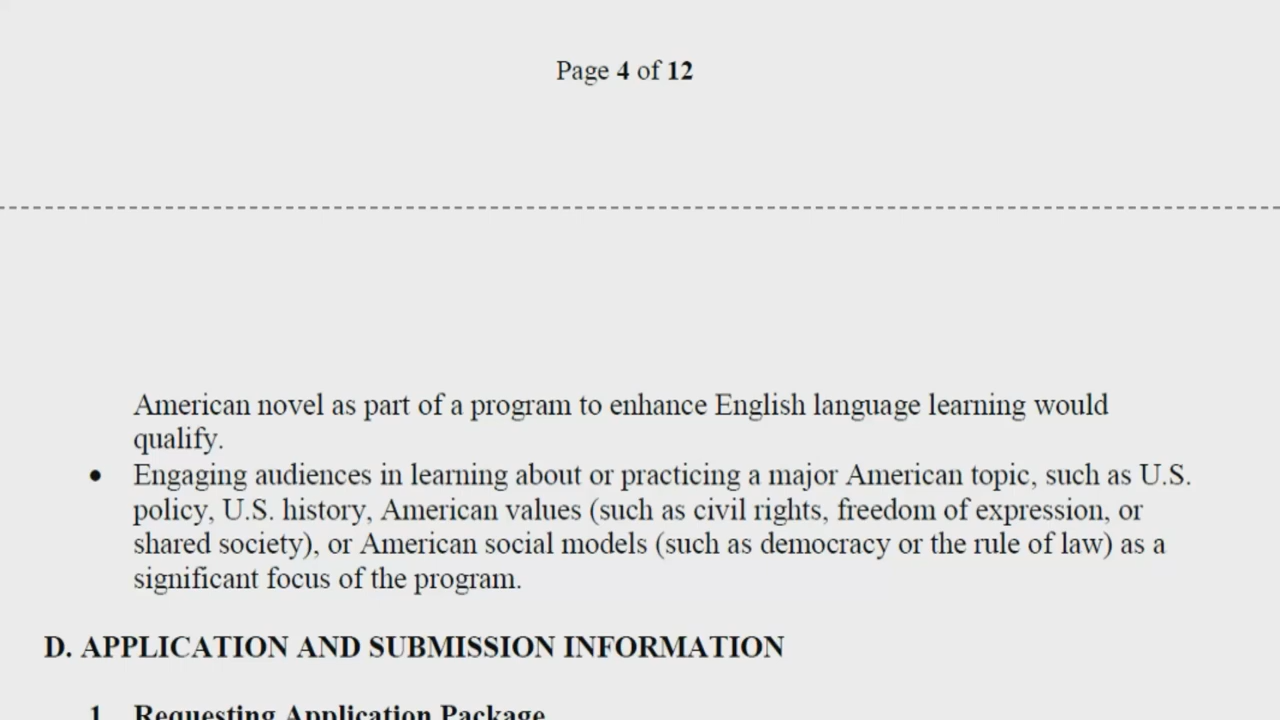 Page 4 of 12
American novel as part of a program to enhance English language learning would
qualify.
• Engaging audiences in learning about or practicing a major American topic, such as U.S.
policy, U.S. history, American values (such as civil rights, freedom of expression, or
shared society), or American social models (such as democracy or the rule of law) as a
significant focus of the program.
D. APPLICATION AND SUBMISSION INFORMATION
1. Requesting Application Package